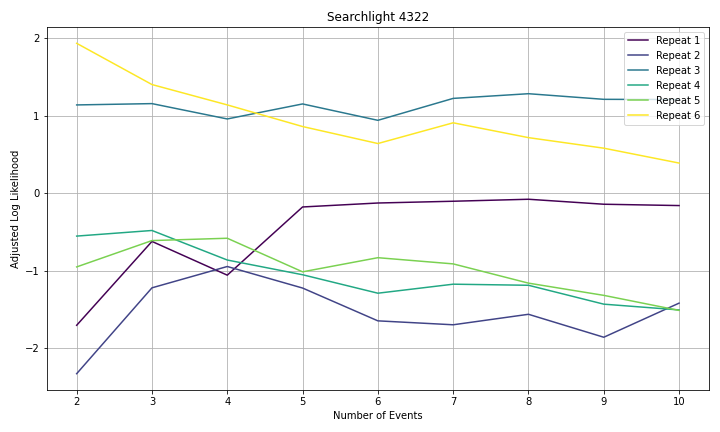 Searchlight 4322
Adjusted Log Likelihood
2
1
0
−1
−2
Repeat 1
Repeat 2
Repeat 3
Repeat 4
Repeat 5
Repeat 6
2 3 4 5 6 7 8 9 10
Number of Events